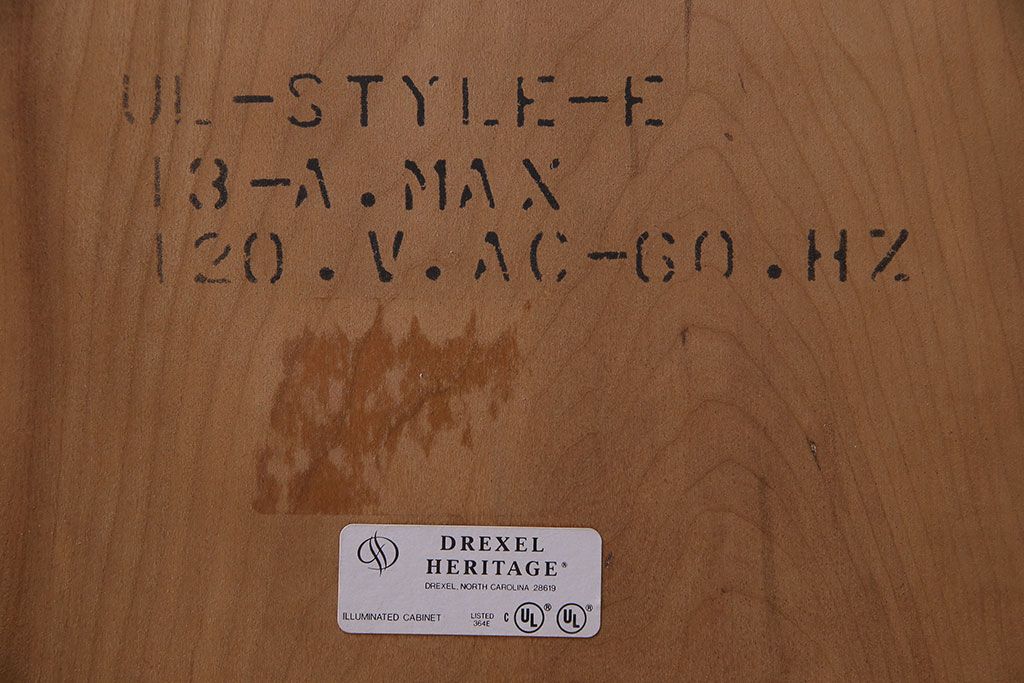 UL-STYLE-E
13-A.MAX
120.V.AC-60.HZ
DREXEL
HERITAGE®
DREXEL, NORTH CAROLINA 28619
ILLUMINATED CABINET
LISTED
364E
C UL® UL®